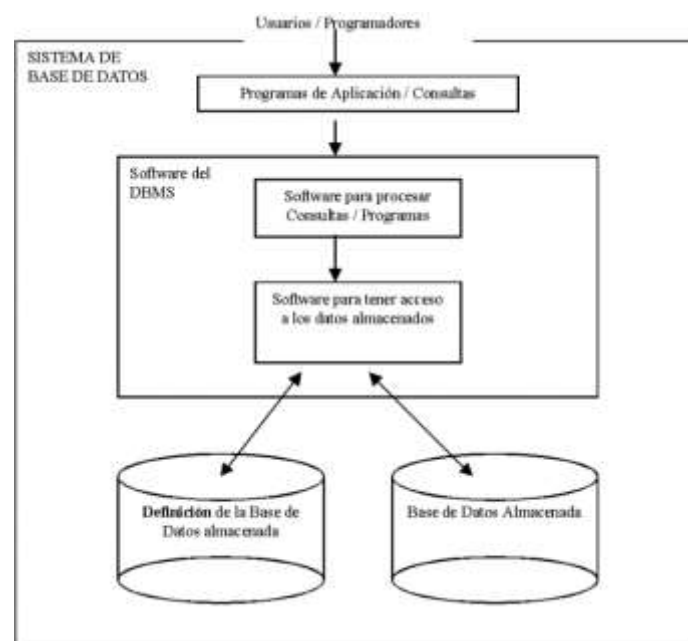 Usuarios / Programadores
SISTEMA DE
BASE DE DATOS
Programas de Aplicación / Consultas
Software del
DBMS
Software para procesar
Consultas / Programas
Software para tener acceso
a los datos almacenados
Definición de la Base de
Datos almacenada
Base de Datos Almacenada